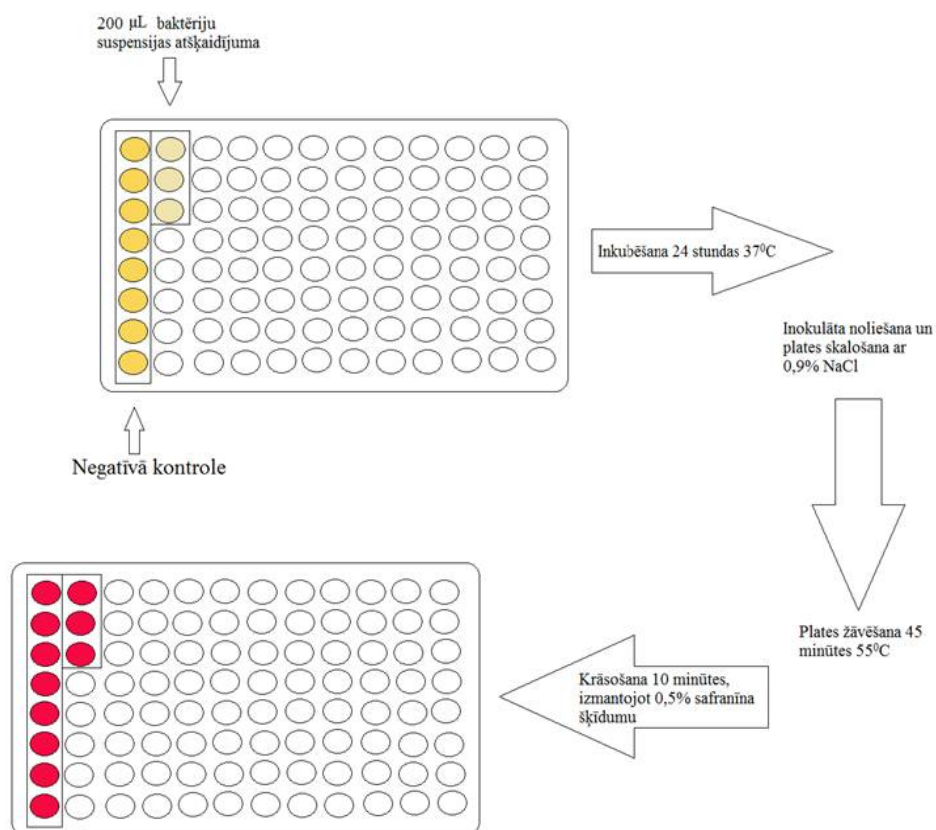 200 µL baktēriju
suspensijas atšķaidījuma
Inkubēšana 24 stundas 37⁰C
Inokulāta noliešana un
plates skalošana ar
0,9% NaCl
Negatīvā kontrole
Plates žāvēšana 45
minūtes 55⁰C
Krāsošana 10 minūtes,
izmantojot 0,5% safranīna
šķīdumu